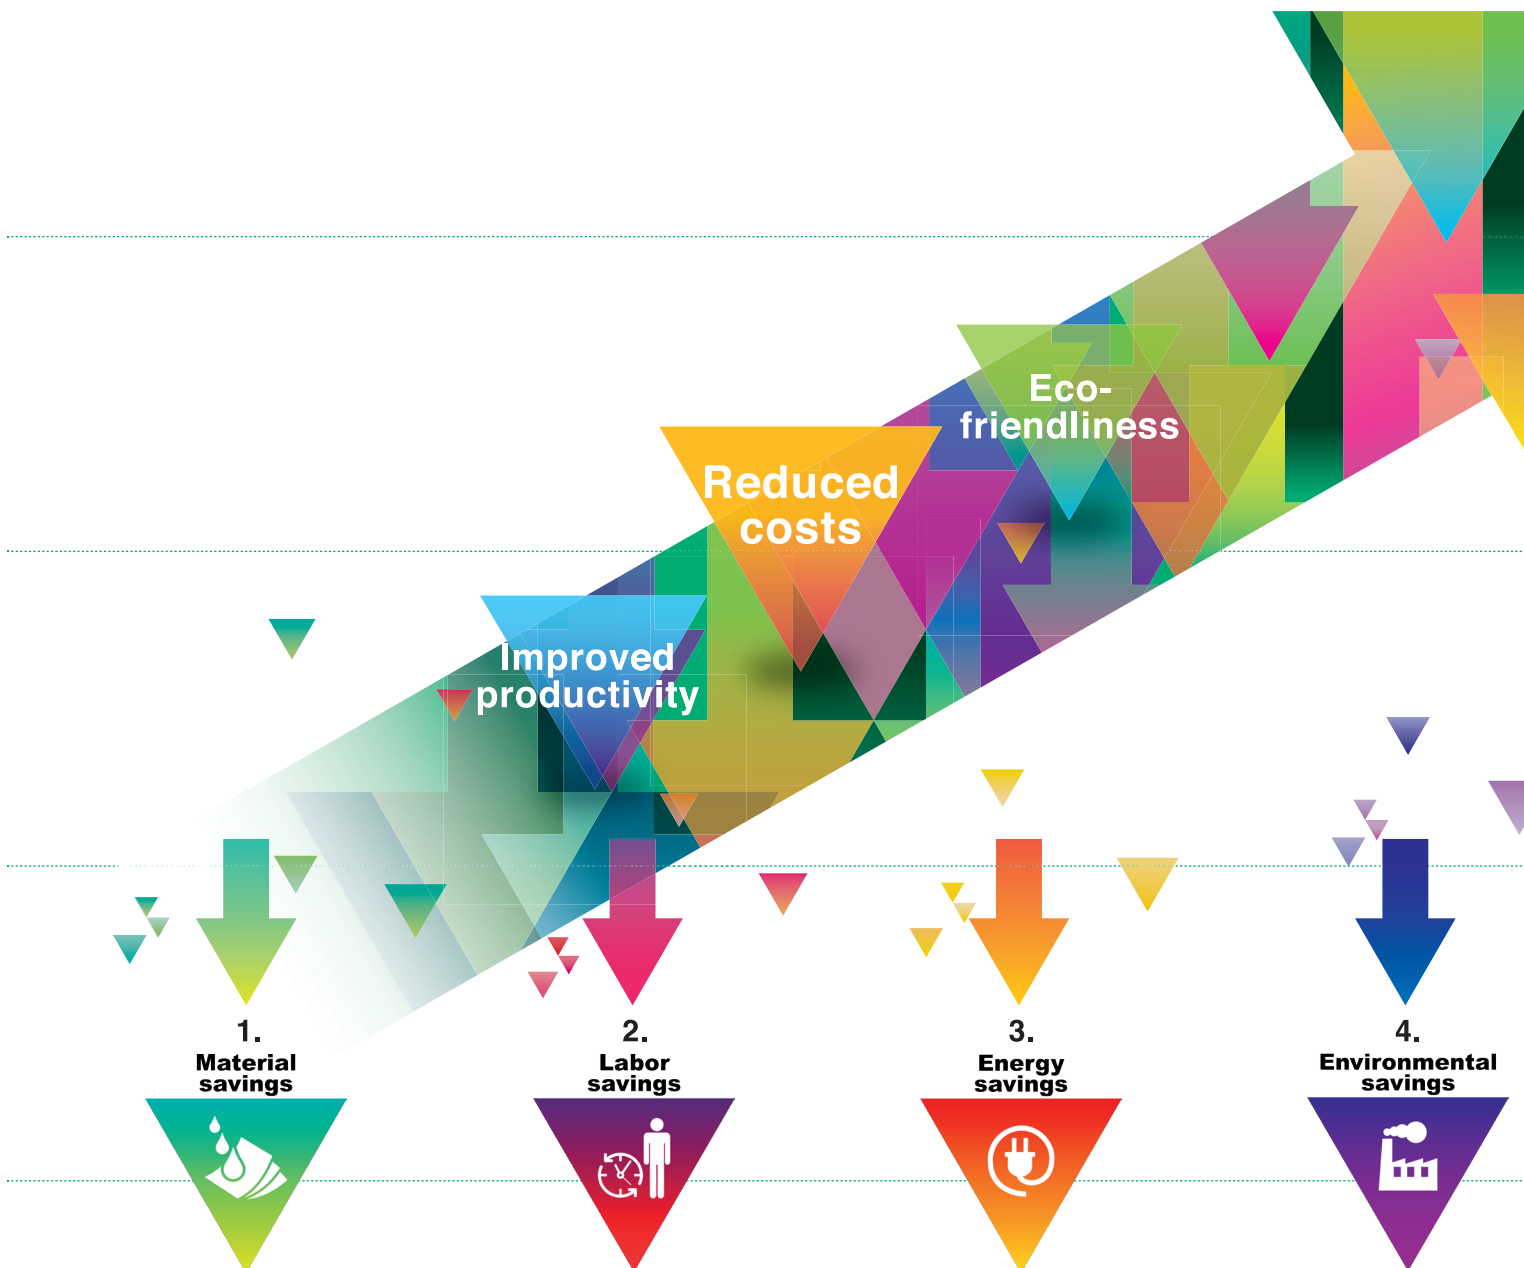 Eco-
friendliness
Reduced
costs
Improved
productivity
1.
Material
savings
2.
Labor
savings
3.
Energy
savings
4.
Environmental
savings